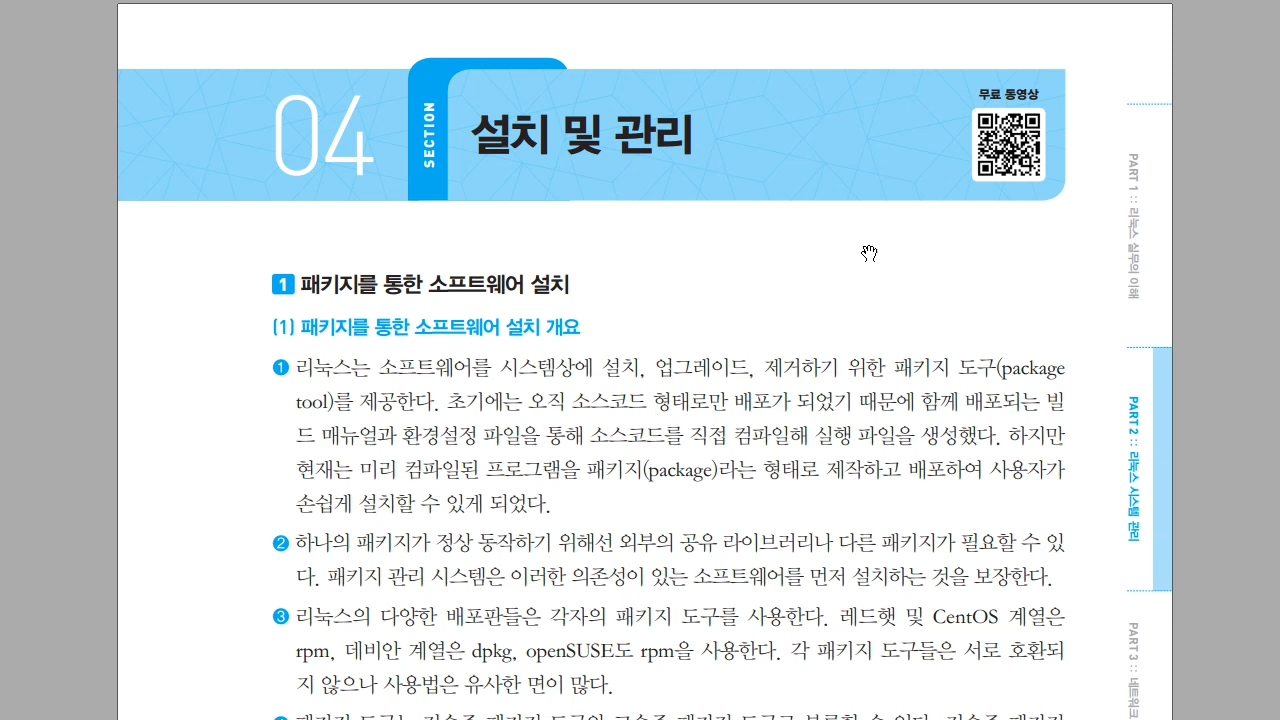 04
SECTION
설치 및 관리
무료 동영상
1 패키지를 통한 소프트웨어 설치
(1) 패키지를 통한 소프트웨어 설치 개요
❶ 리눅스는 소프트웨어를 시스템상에 설치, 업그레이드, 제거하기 위한 패키지 도구(package
tool)를 제공한다. 초기에는 오직 소스코드 형태로만 배포가 되었기 때문에 함께 배포되는 빌
드 매뉴얼과 환경설정 파일을 통해 소스코드를 직접 컴파일해 실행 파일을 생성했다. 하지만
현재는 미리 컴파일된 프로그램을 패키지(package)라는 형태로 제작하고 배포하여 사용자가
손쉽게 설치할 수 있게 되었다.
❷ 하나의 패키지가 정상 동작하기 위해선 외부의 공유 라이브러리나 다른 패키지가 필요할 수 있
다. 패키지 관리 시스템은 이러한 의존성이 있는 소프트웨어를 먼저 설치하는 것을 보장한다.
❸ 리눅스의 다양한 배포판들은 각자의 패키지 도구를 사용한다. 레드햇 및 CentOS 계열은
rpm, 데비안 계열은 dpkg, openSUSE도 rpm을 사용한다. 각 패키지 도구들은 서로 호환되
지 않으나 사용법은 유사한 면이 많다.
PART 1 :: 리눅스 실무의 이해
PART 2 :: 리눅스 시스템 관리
PART 3 :: 네트워크